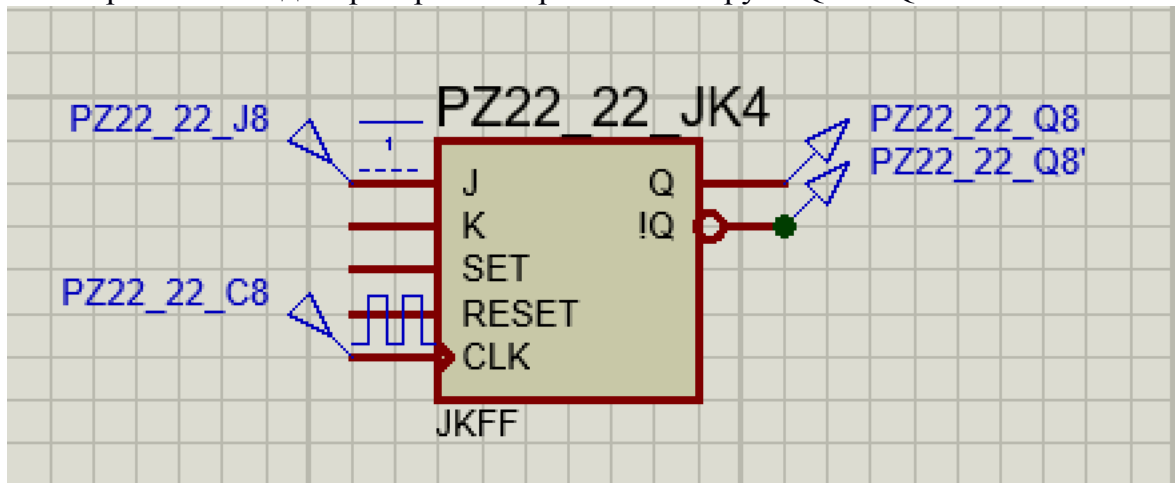 PZ22_22_JK4
PZ22_22_J8
1
PZ22_22_Q8
PZ22_22_Q8'
J
Q
K
!Q
SET
PZ22_22_C8
RESET
CLK
JKFF